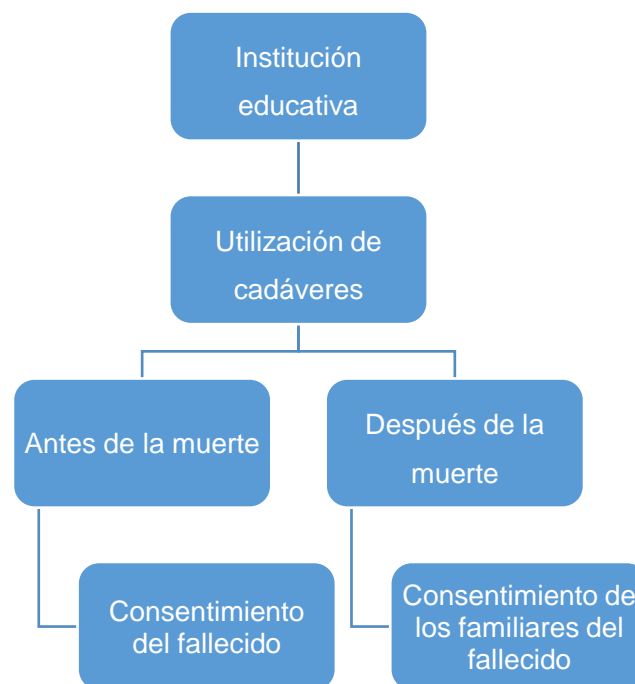 Institución
educativa
Utilización de
cadáveres
Antes de la muerte
Después de la
muerte
Consentimiento
del fallecido
Consentimiento de
los familiares del
fallecido